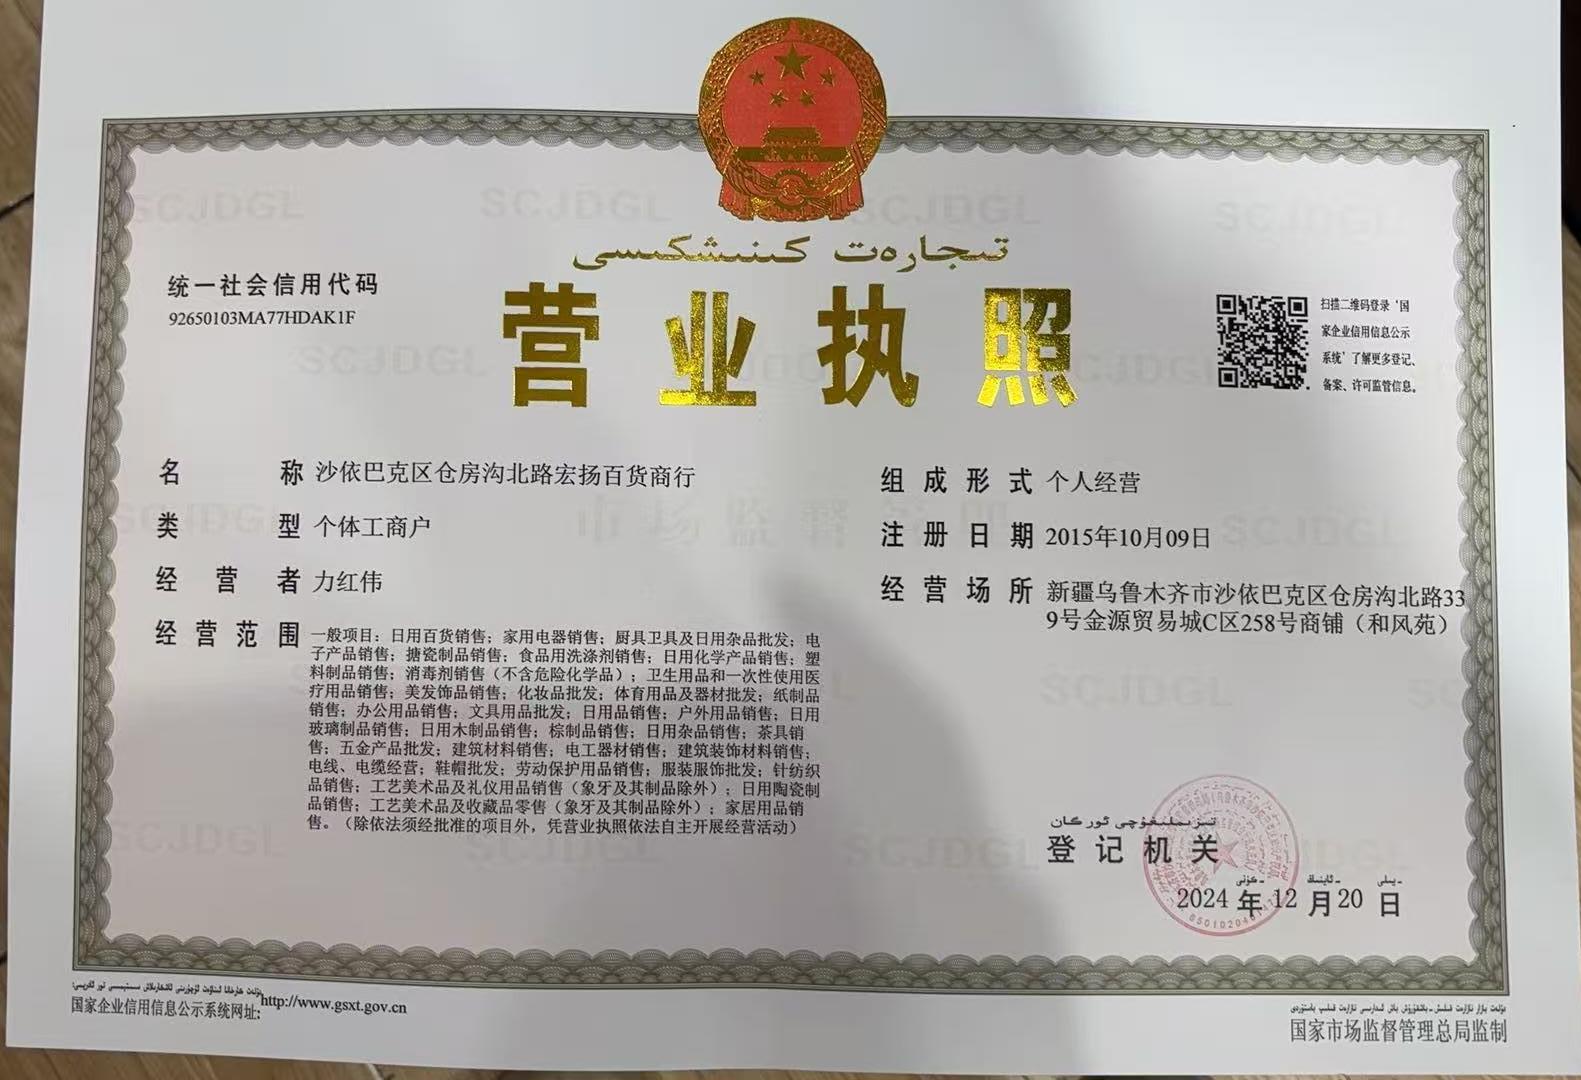 تىجارەت كىنىشكىسى
营业执照
统一社会信用代码
92650103MA77HDAK1F
扫描二维码登录‘国
家企业信用信息公示
系统’了解更多登记、
备案、许可监管信息。
名称 沙依巴克区仓房沟北路宏扬百货商行
类型 个体工商户
经营者 力红伟
经营范围 一般项目：日用百货销售；家用电器销售；厨具卫具及日用杂品批发；电
子产品销售；搪瓷制品销售；食品用洗涤剂销售；日用化学产品销售；塑
料制品销售；消毒剂销售（不含危险化学品）；卫生用品和一次性使用医
疗用品销售；美发饰品销售；化妆品批发；体育用品及器材批发；纸制品
销售；办公用品销售；文具用品批发；日用品销售；户外用品销售；日用
玻璃制品销售；日用木制品销售；棕制品销售；日用杂品销售；茶具销
售；五金产品批发；建筑材料销售；电工器材销售；建筑装饰材料销售；
电线、电缆经营；鞋帽批发；劳动保护用品销售；服装服饰批发；针纺织
品销售；工艺美术品及礼仪用品销售（象牙及其制品除外）；日用陶瓷制
品销售；工艺美术品及收藏品零售（象牙及其制品除外）；家居用品销
售。（除依法须经批准的项目外，凭营业执照依法自主开展经营活动）
组成形式 个人经营
注册日期 2015年10月09日
经营场所 新疆乌鲁木齐市沙依巴克区仓房沟北路33
9号金源贸易城C区258号商铺（和风苑）
تىزىملىغۇچى ئورگان
登记机关
2024 年 12 月 20 日
国家企业信用信息公示系统网址: http://www.gsxt.gov.cn
国家市场监督管理总局监制
SCJDGL
市场监督管理